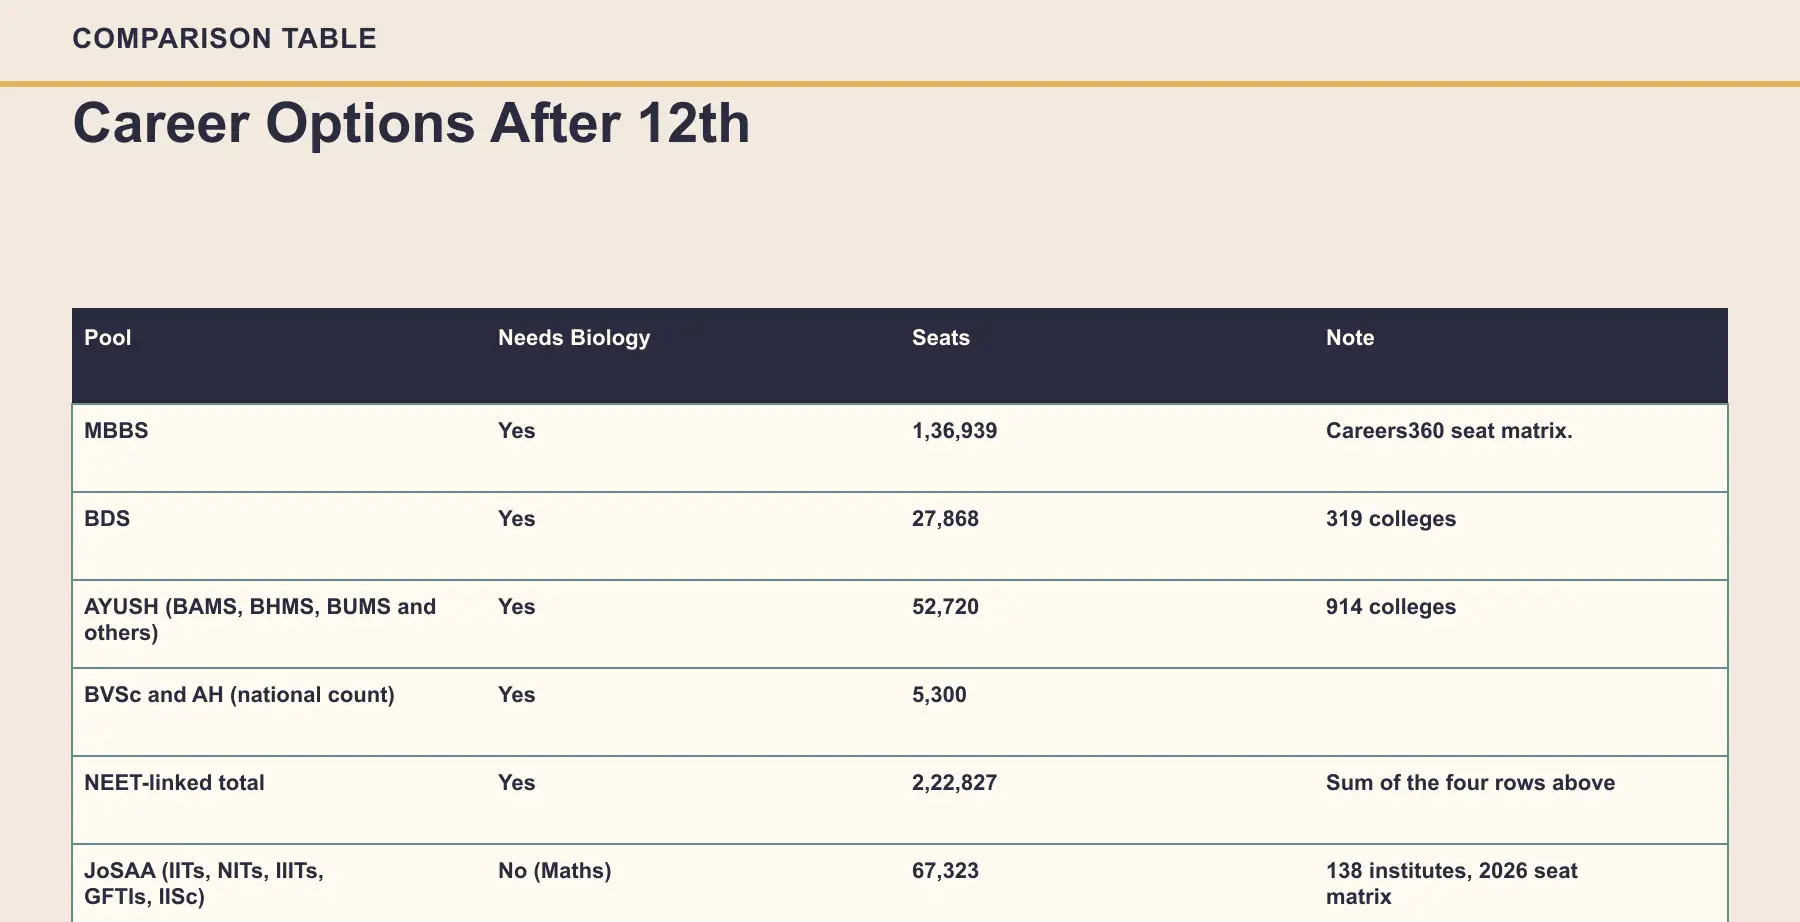 COMPARISON TABLE
Career Options After 12th
Pool Needs Biology Seats Note
MBBS Yes 1,36,939 Careers360 seat matrix.
BDS Yes 27,868 319 colleges
AYUSH (BAMS, BHMS, BUMS and Yes 52,720 914 colleges
others)
BVSc and AH (national count) Yes 5,300
NEET-linked total Yes 2,22,827 Sum of the four rows above
JoSAA (IITs, NITs, IIITs, No (Maths) 67,323 138 institutes, 2026 seat
GFTIs, IISc) matrix